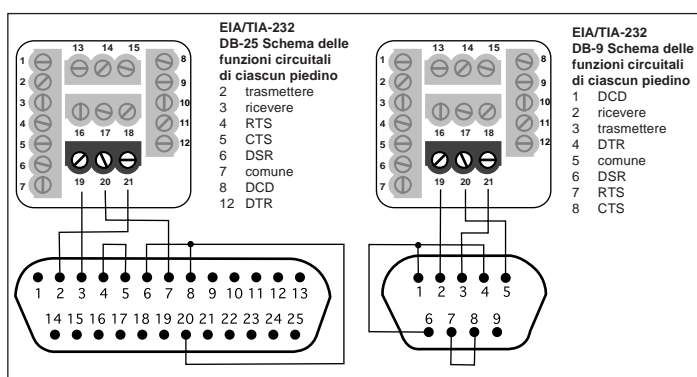 EIA/TIA-232
DB-25 Schema delle
funzioni circuitali
di ciascun piedino
2 trasmettere
3 ricevere
4 RTS
5 CTS
6 DSR
7 comune
8 DCD
12 DTR
13 14 15
1
2
3
4
5
6
7
8
9
10
11
12
16 17 18
19 20 21
1 2 3 4 5 6 7 8 9 10 11 12 13
14 15 16 17 18 19 20 21 22 23 24 25
EIA/TIA-232
DB-9 Schema delle
funzioni circuitali
di ciascun piedino
1 DCD
2 ricevere
3 trasmettere
4 DTR
5 comune
6 DSR
7 RTS
8 CTS
13 14 15
1
2
3
4
5
6
7
8
9
10
11
12
16 17 18
19 20 21
1 2 3 4 5
6 7 8 9